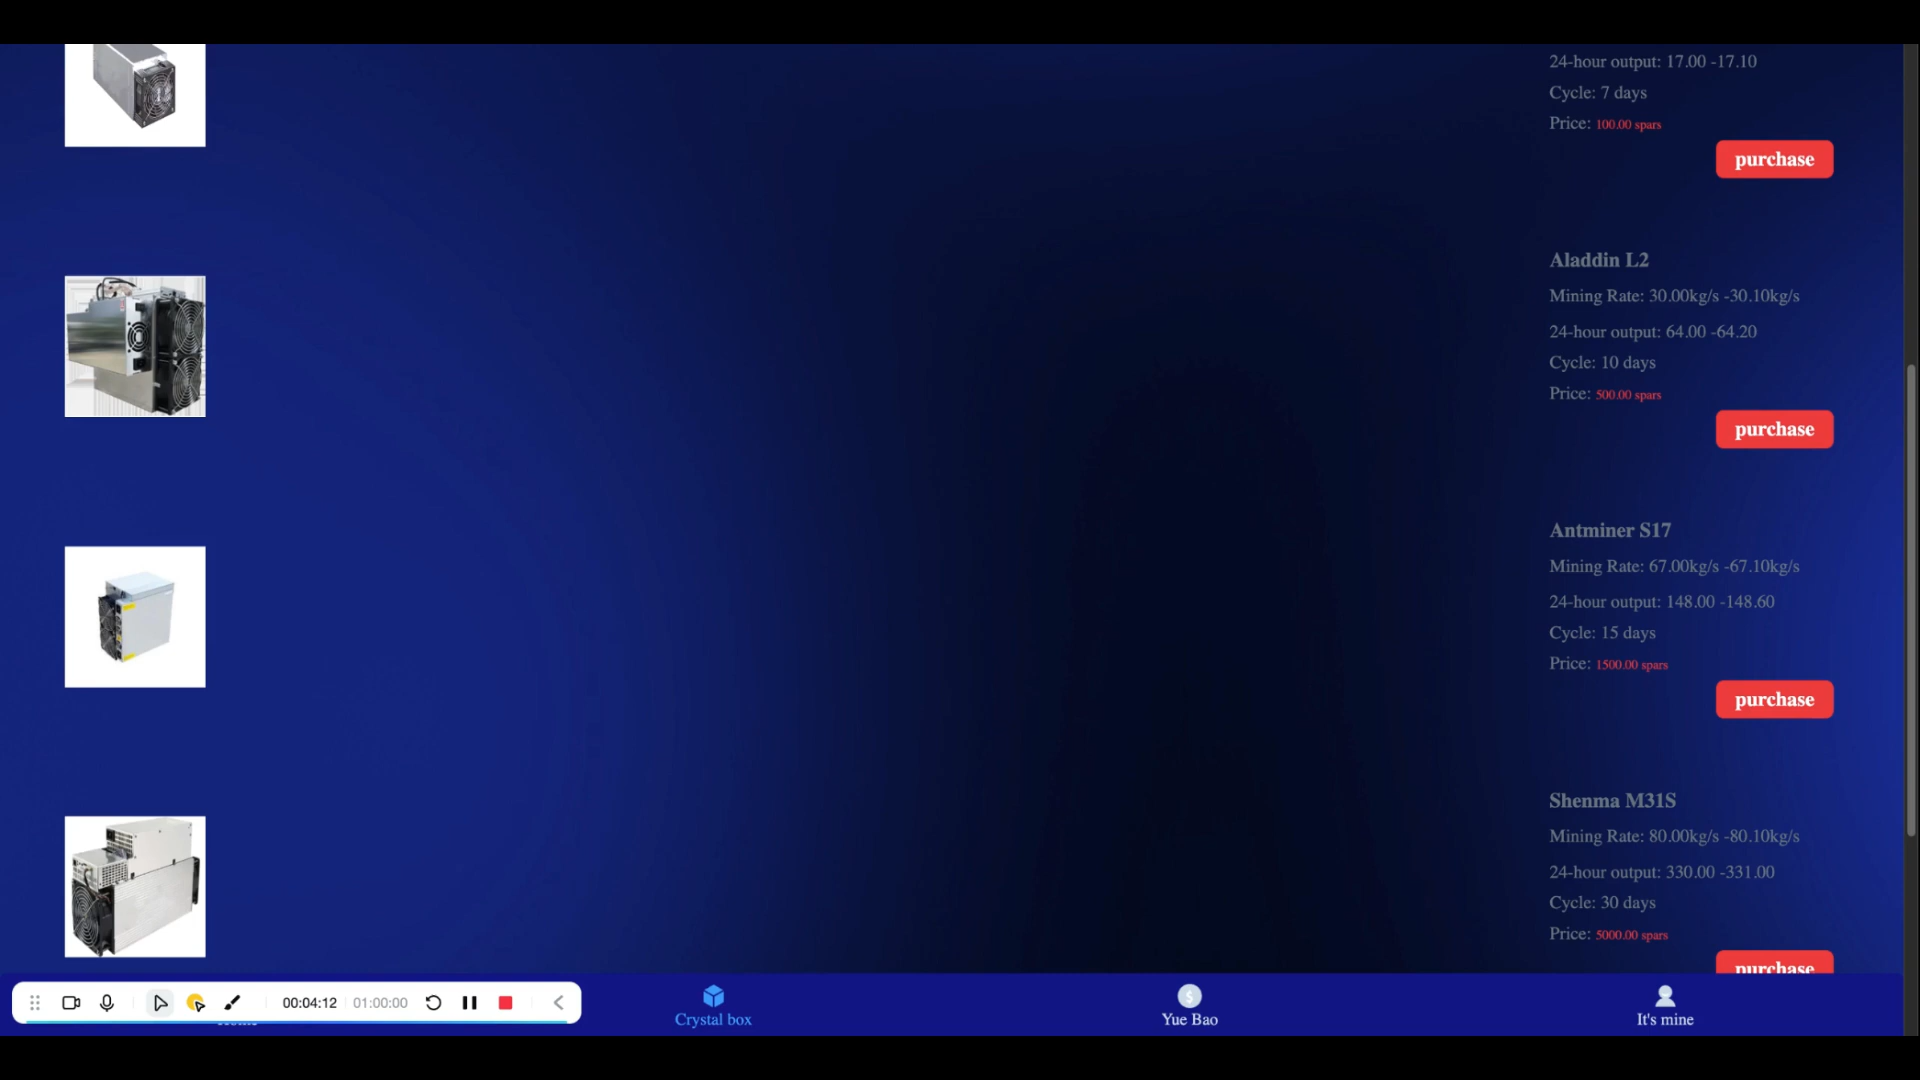 24-hour output: 17.00 -17.10
Cycle: 7 days
Price: 100.00 spars
purchase
Aladdin L2
Mining Rate: 30.00kg/s -30.10kg/s
24-hour output: 64.00 -64.20
Cycle: 10 days
Price: 500.00 spars
purchase
Antminer S17
Mining Rate: 67.00kg/s -67.10kg/s
24-hour output: 148.00 -148.60
Cycle: 15 days
Price: 1500.00 spars
purchase
Shenma M31S
Mining Rate: 80.00kg/s -80.10kg/s
24-hour output: 330.00 -331.00
Cycle: 30 days
Price: 5000.00 spars
purchase
00:04:12 01:00:00
Crystal box
Yue Bao
It's mine